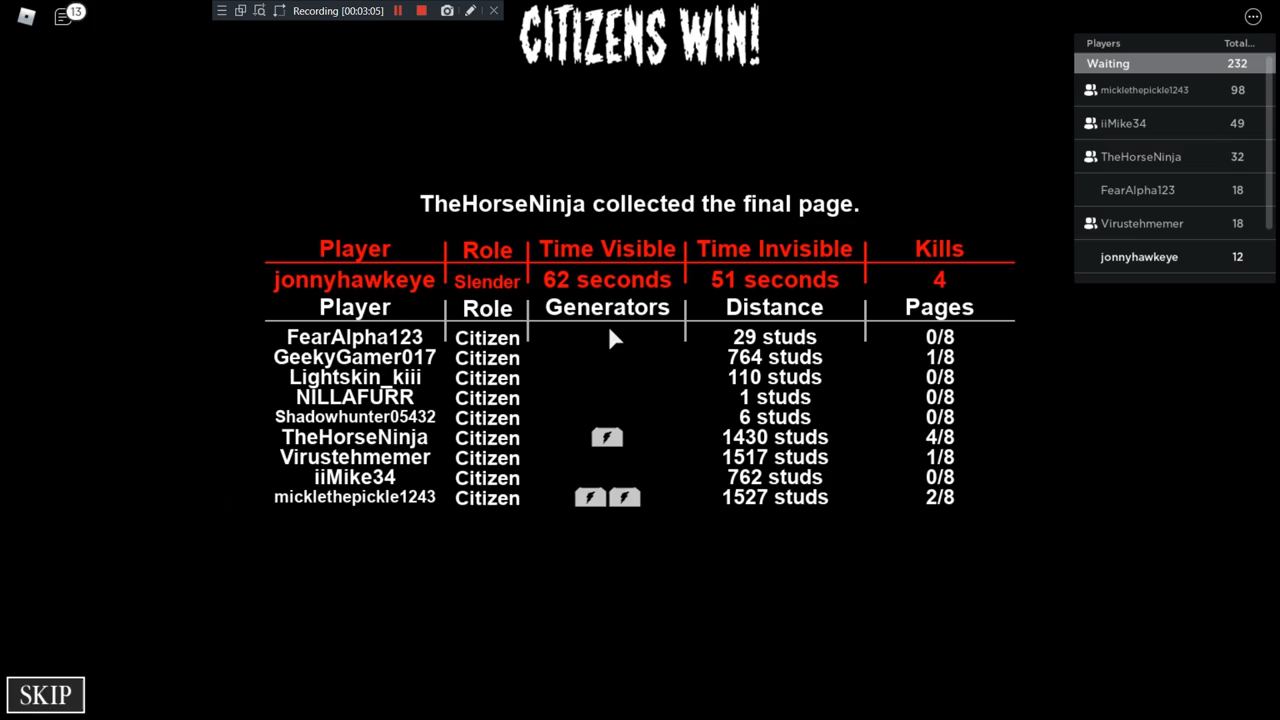 13
Recording [00:03:05]
CITIZENS WIN!
Players Total...
Waiting 232
micklethepickle1243 98
iiMike34 49
TheHorseNinja 32
FearAlpha123 18
Virustehmemer 18
jonnyhawkeye 12
TheHorseNinja collected the final page.
Player Role Time Visible Time Invisible Kills
jonnyhawkeye Slender 62 seconds 51 seconds 4
Player Role Generators Distance Pages
FearAlpha123 Citizen 29 studs 0/8
GeekyGamer017 Citizen 764 studs 1/8
Lightskin_kiii Citizen 110 studs 0/8
NILLAFURR Citizen 1 studs 0/8
Shadowhunter05432 Citizen 6 studs 0/8
TheHorseNinja Citizen 1430 studs 4/8
Virustehmemer Citizen 1517 studs 1/8
iiMike34 Citizen 762 studs 0/8
micklethepickle1243 Citizen 1527 studs 2/8
SKIP